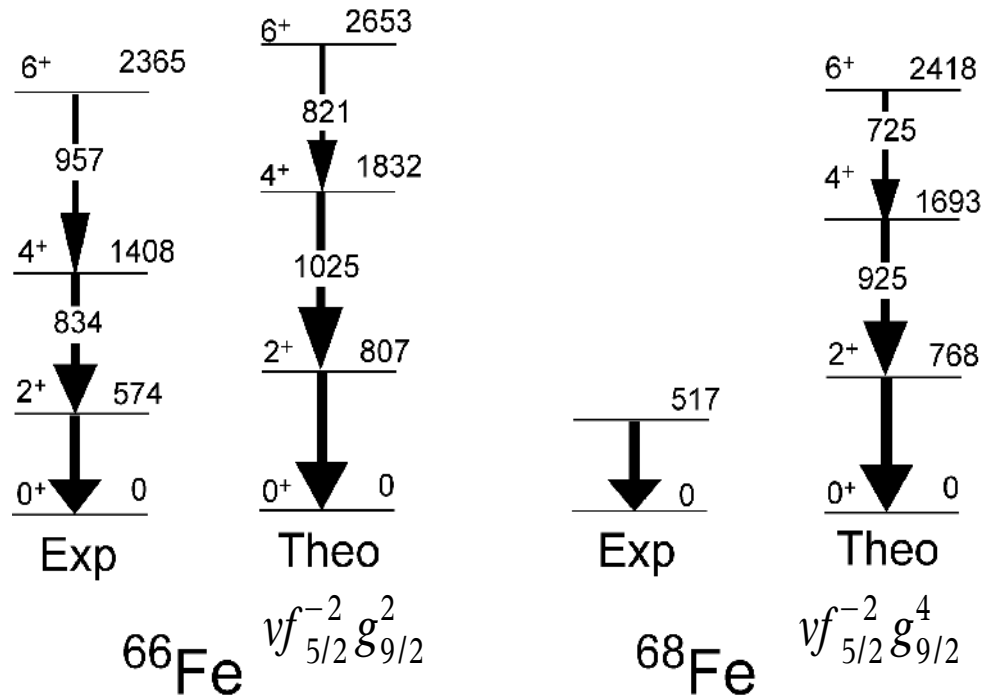 6⁺ 2365
957
4⁺ 1408
834
2⁺ 574
0⁺ 0
Exp
6⁺ 2653
821
4⁺ 1832
1025
2⁺ 807
0⁺ 0
Theo
νf₅/₂⁻² g₉/₂²
⁶⁶Fe
517
0
Exp
6⁺ 2418
725
4⁺ 1693
925
2⁺ 768
0⁺ 0
Theo
νf₅/₂⁻² g₉/₂⁴
⁶⁸Fe